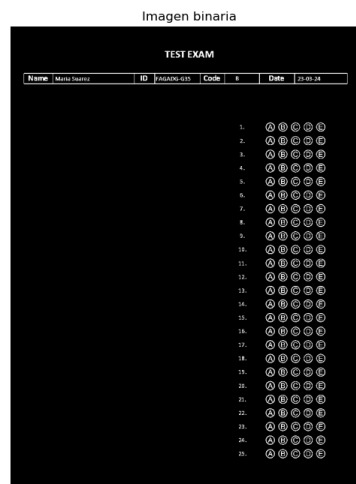 Imagen binaria
TEST EXAM
Name Maria Suarez ID FAGADG-G35 Code B Date 23-03-24
1. A B C D E
2. A B C D E
3. A B C D E
4. A B C D E
5. A B C D E
6. A B C D E
7. A B C D E
8. A B C D E
9. A B C D E
10. A B C D E
11. A B C D E
12. A B C D E
13. A B C D E
14. A B C D E
15. A B C D E
16. A B C D E
17. A B C D E
18. A B C D E
19. A B C D E
20. A B C D E
21. A B C D E
22. A B C D E
23. A B C D E
24. A B C D E
25. A B C D E